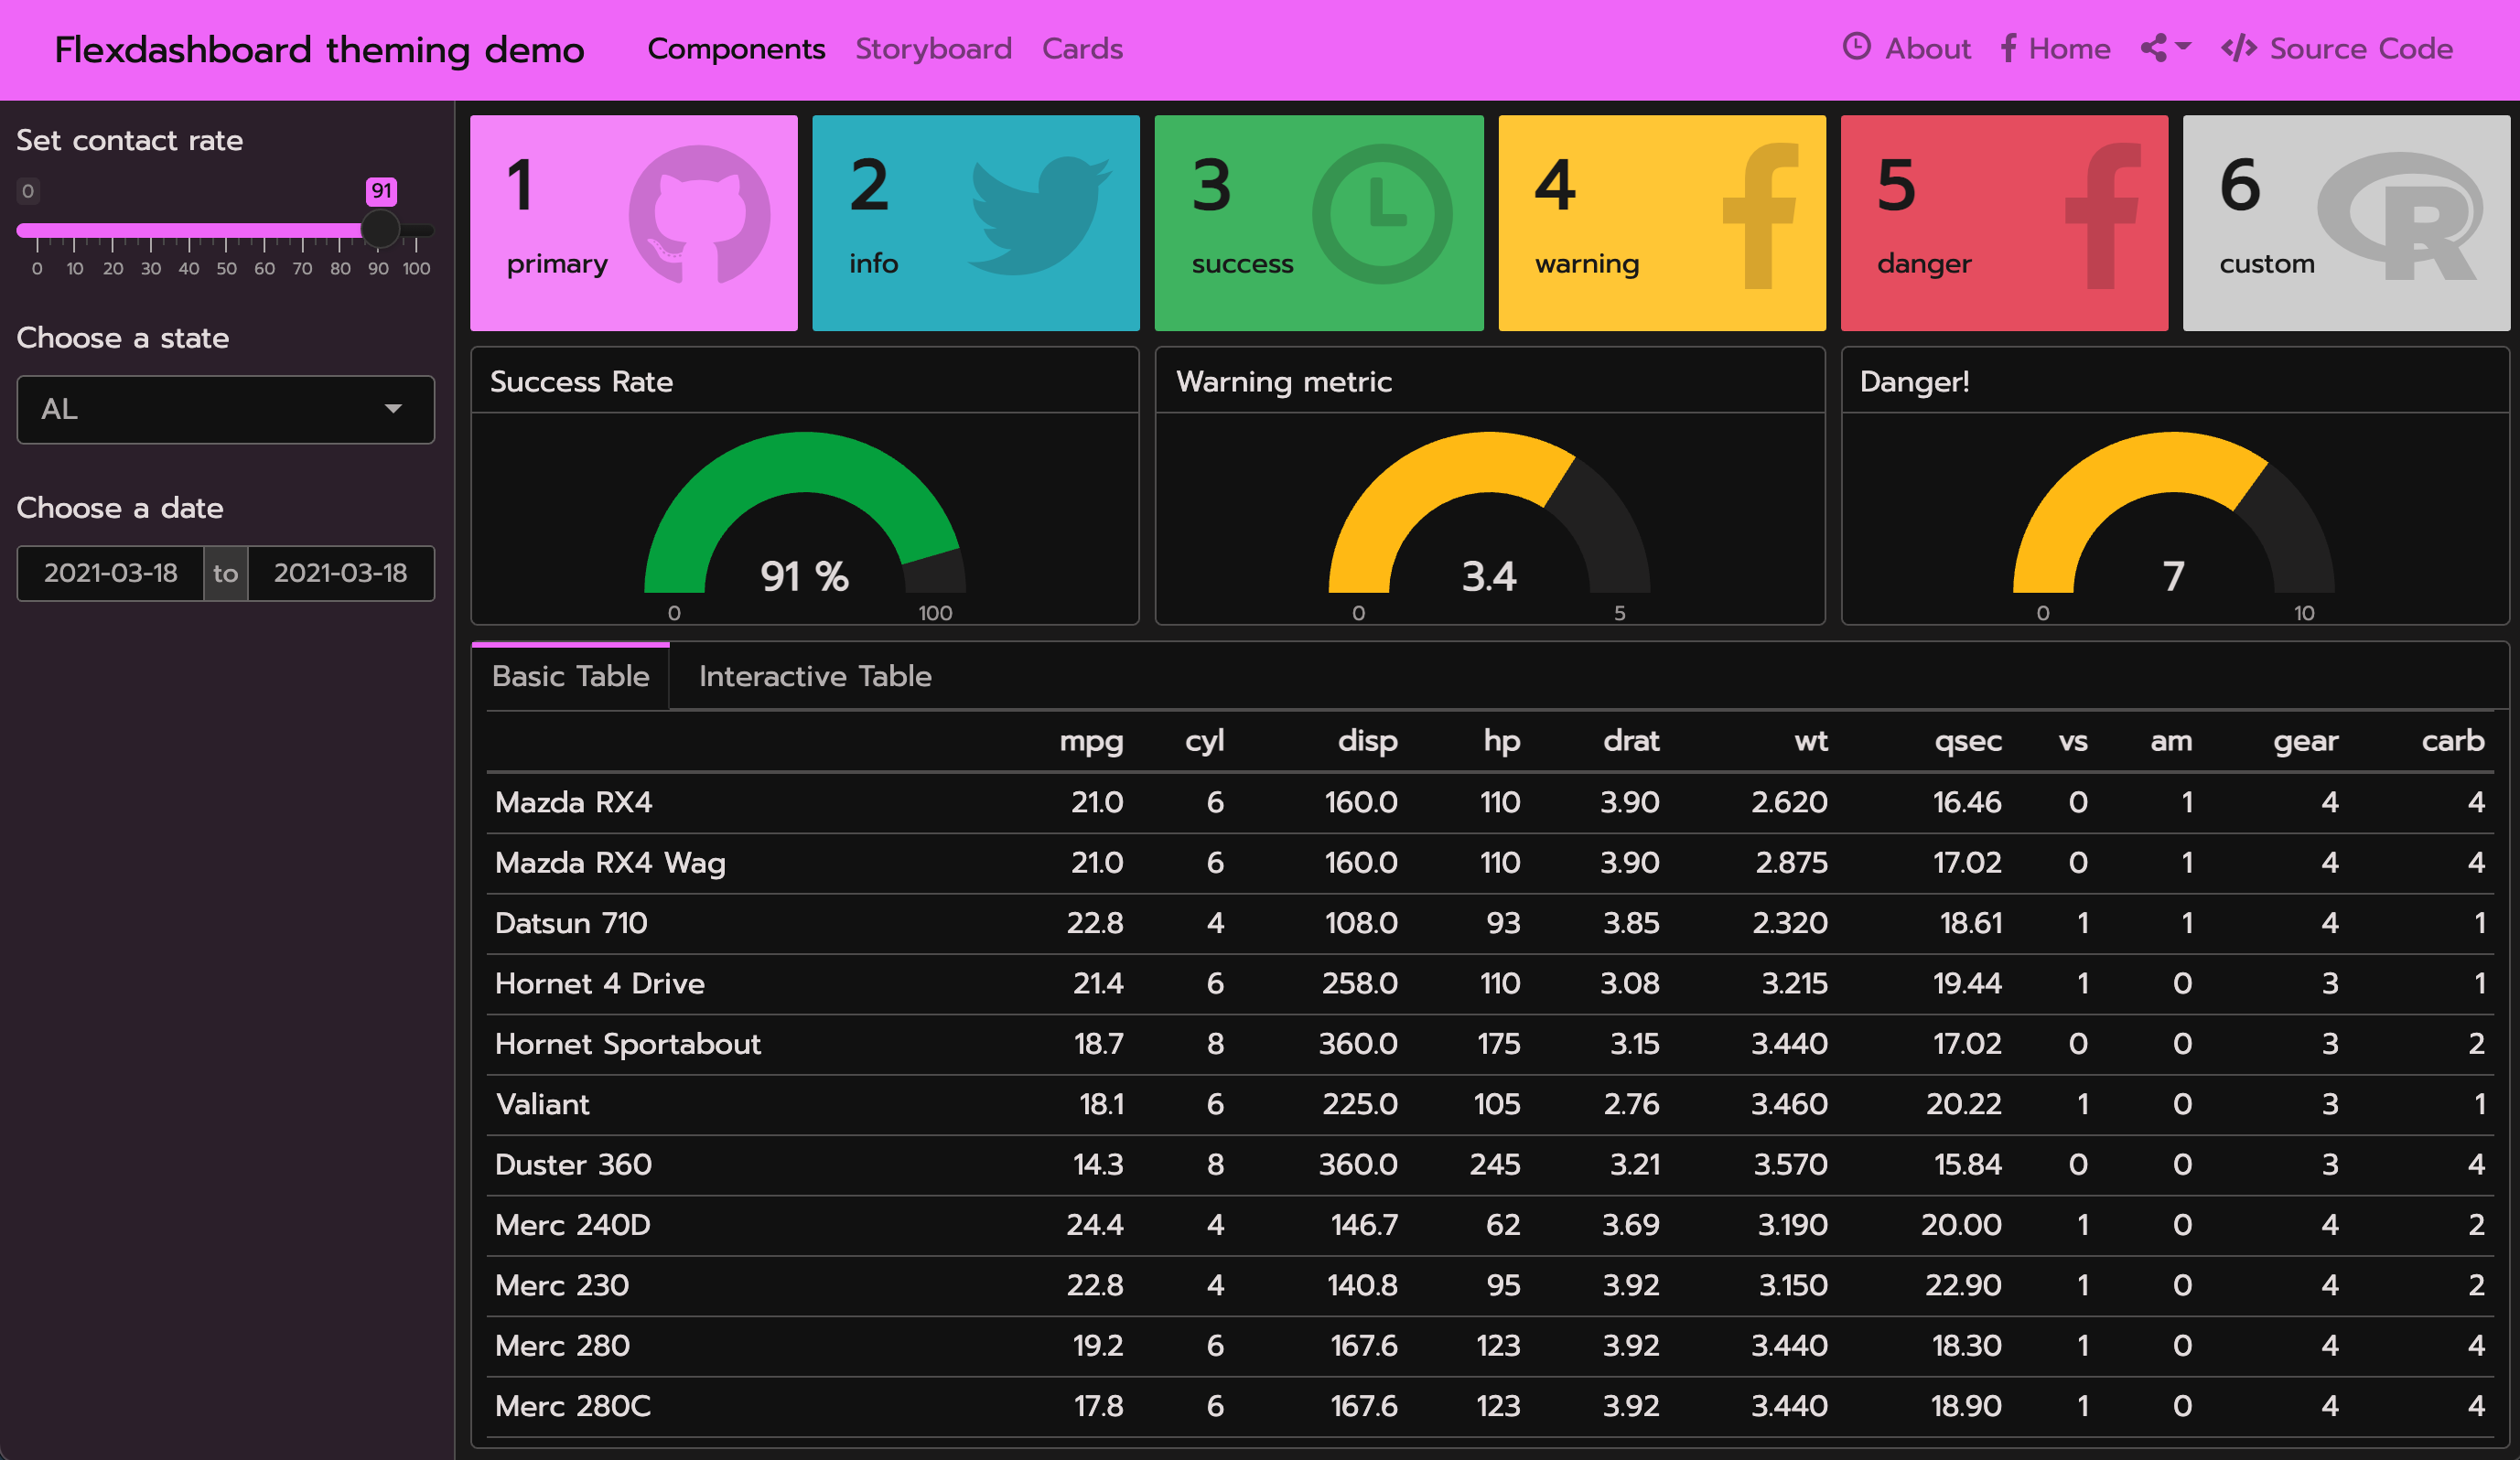 Flexdashboard theming demo Components Storyboard Cards About Home Source Code
Set contact rate
0 91
0 10 20 30 40 50 60 70 80 90 100
Choose a state
AL
Choose a date
2021-03-18 to 2021-03-18
1 2 3 4 5 6
primary info success warning danger custom
Success Rate Warning metric Danger!
91 % 3.4 7
0 100 0 5 0 10
Basic Table Interactive Table
mpg cyl disp hp drat wt qsec vs am gear carb
Mazda RX4 21.0 6 160.0 110 3.90 2.620 16.46 0 1 4 4
Mazda RX4 Wag 21.0 6 160.0 110 3.90 2.875 17.02 0 1 4 4
Datsun 710 22.8 4 108.0 93 3.85 2.320 18.61 1 1 4 1
Hornet 4 Drive 21.4 6 258.0 110 3.08 3.215 19.44 1 0 3 1
Hornet Sportabout 18.7 8 360.0 175 3.15 3.440 17.02 0 0 3 2
Valiant 18.1 6 225.0 105 2.76 3.460 20.22 1 0 3 1
Duster 360 14.3 8 360.0 245 3.21 3.570 15.84 0 0 3 4
Merc 240D 24.4 4 146.7 62 3.69 3.190 20.00 1 0 4 2
Merc 230 22.8 4 140.8 95 3.92 3.150 22.90 1 0 4 2
Merc 280 19.2 6 167.6 123 3.92 3.440 18.30 1 0 4 4
Merc 280C 17.8 6 167.6 123 3.92 3.440 18.90 1 0 4 4